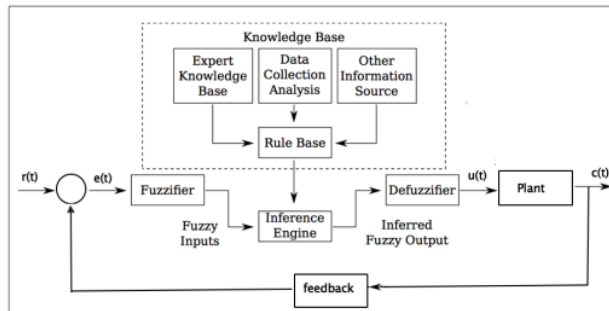 Knowledge Base
Expert
Knowledge
Base
Data
Collection
Analysis
Other
Information
Source
Rule Base
r(t)
e(t)
Fuzzifier
Fuzzy
Inputs
Inference
Engine
Inferred
Fuzzy Output
Defuzzifier
u(t)
Plant
c(t)
feedback